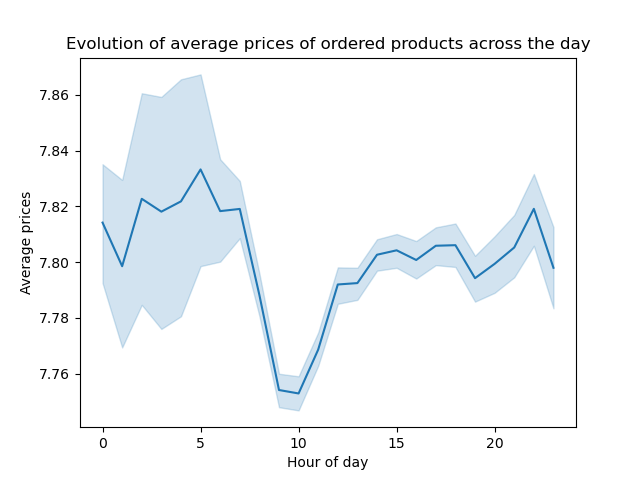 Evolution of average prices of ordered products across the day
7.86
7.84
7.82
7.80
7.78
7.76
Average prices
0 5 10 15 20
Hour of day